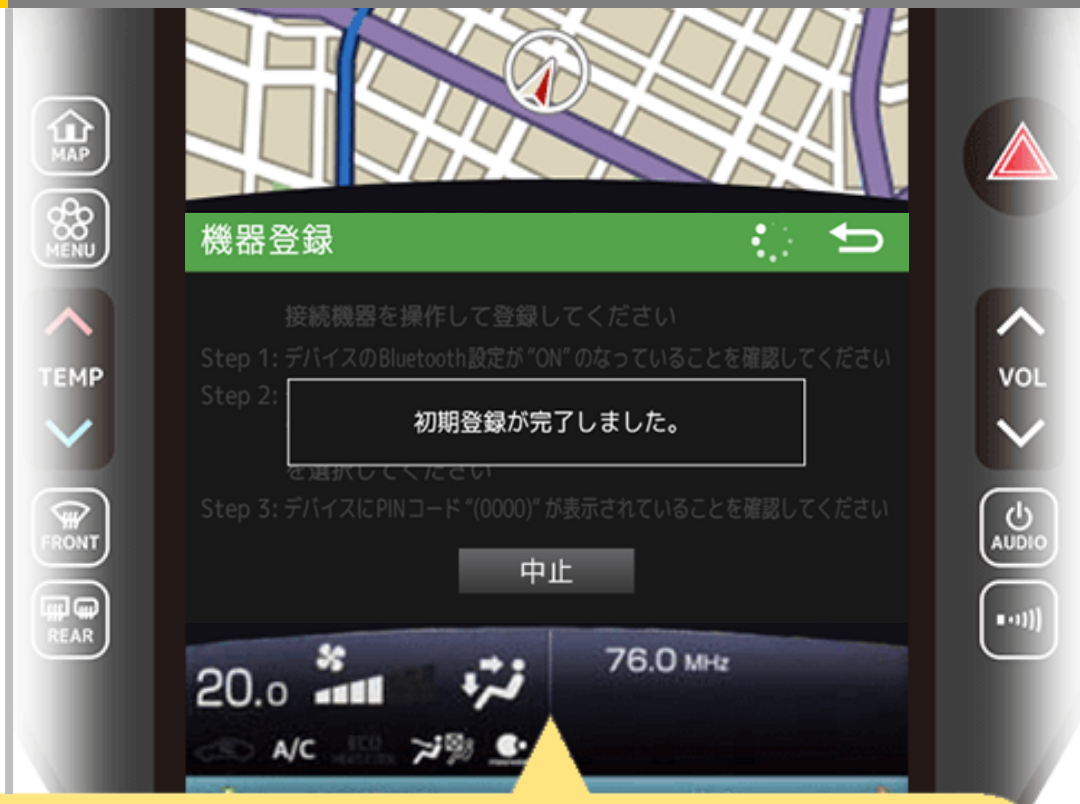 MAP
MENU
TEMP
FRONT
REAR
機器登録
接続機器を操作して登録してください
Step 1: デバイスのBluetooth設定が“ON”のなっていることを確認してください
Step 2:
初期登録が完了しました。
を選択してください
Step 3: デバイスにPINコード“(0000)”が表示されていることを確認してください
中止
20.0
76.0 MHz
A/C
ECO
VOL
AUDIO